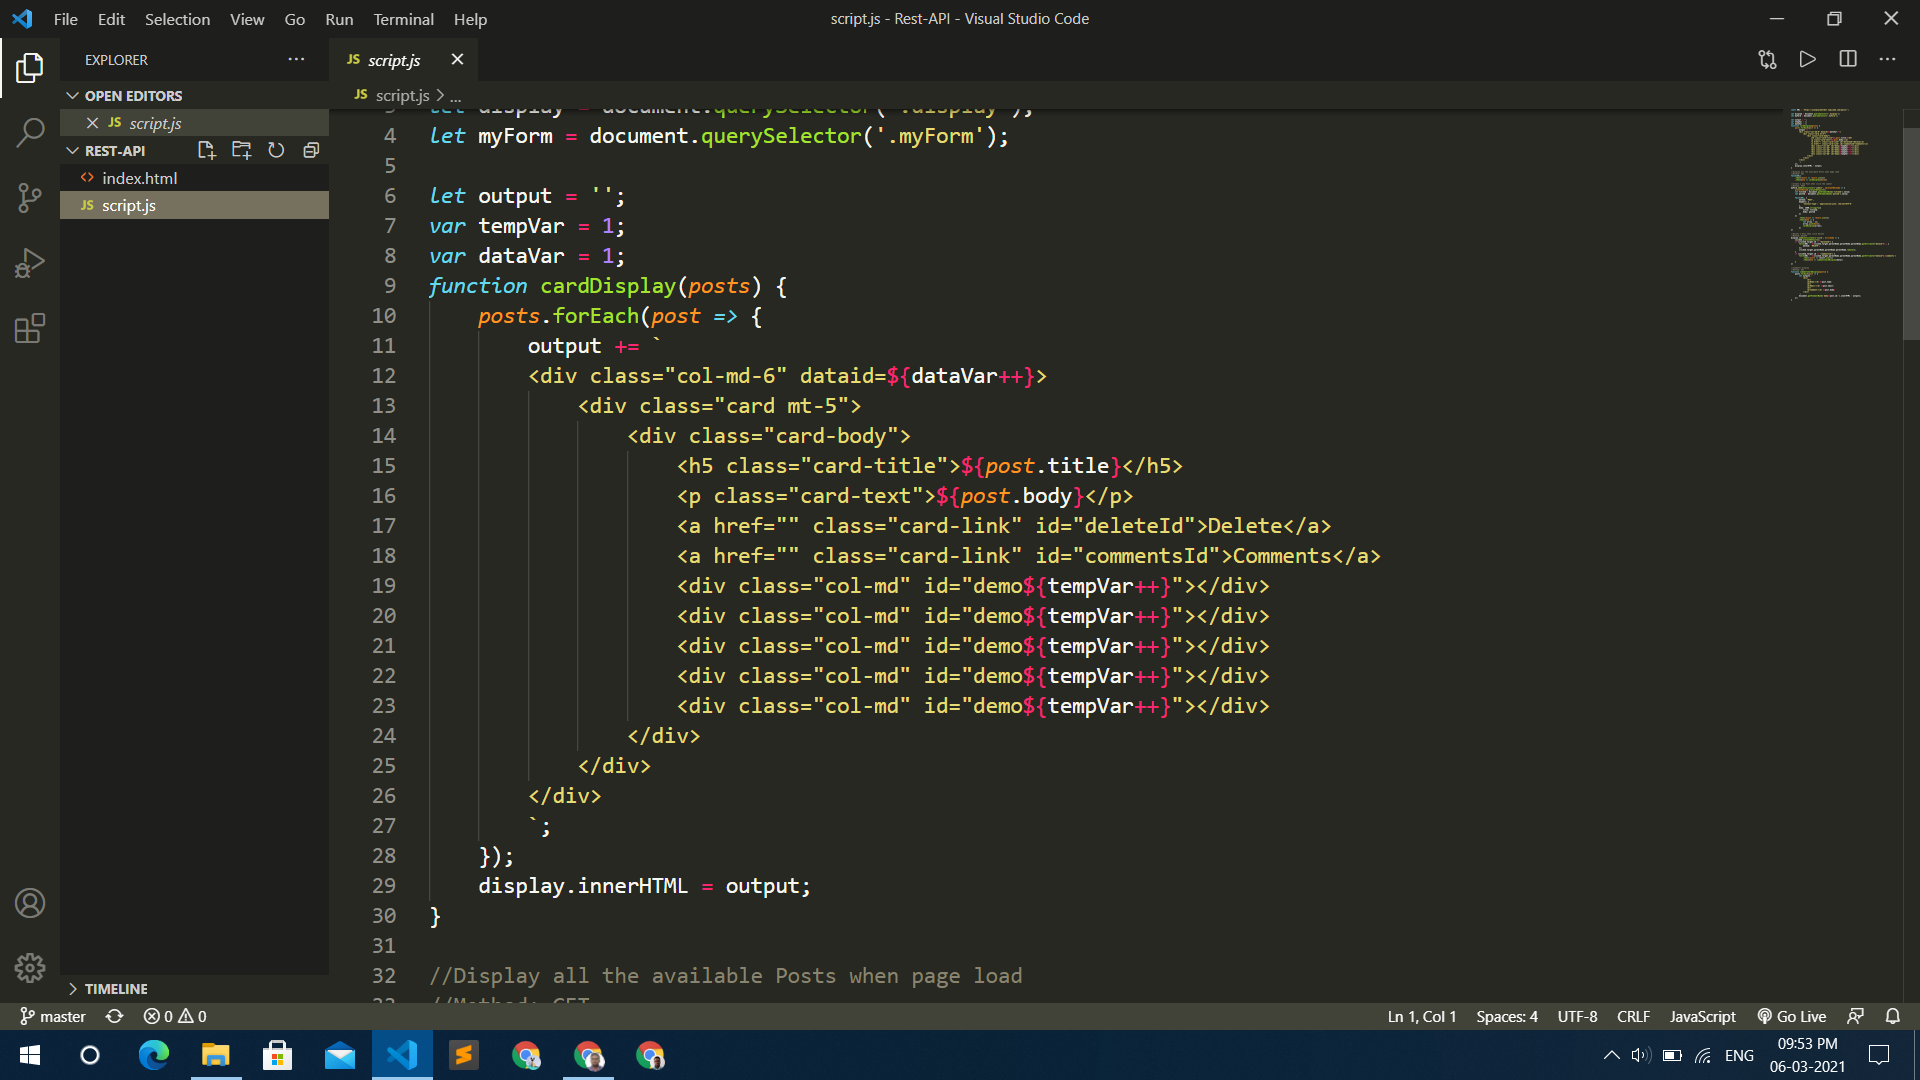 File Edit Selection View Go Run Terminal Help
script.js - Rest-API - Visual Studio Code
EXPLORER
JS script.js
OPEN EDITORS
JS script.js
REST-API
<> index.html
JS script.js
TIMELINE
JS script.js > ...
let display = document.querySelector('.display');
4 let myForm = document.querySelector('.myForm');
5
6 let output = '';
7 var tempVar = 1;
8 var dataVar = 1;
9 function cardDisplay(posts) {
10 posts.forEach(post => {
11 output += `
12 <div class="col-md-6" dataid=${dataVar++}>
13 <div class="card mt-5">
14 <div class="card-body">
15 <h5 class="card-title">${post.title}</h5>
16 <p class="card-text">${post.body}</p>
17 <a href="" class="card-link" id="deleteId">Delete</a>
18 <a href="" class="card-link" id="commentsId">Comments</a>
19 <div class="col-md" id="demo${tempVar++}"></div>
20 <div class="col-md" id="demo${tempVar++}"></div>
21 <div class="col-md" id="demo${tempVar++}"></div>
22 <div class="col-md" id="demo${tempVar++}"></div>
23 <div class="col-md" id="demo${tempVar++}"></div>
24 </div>
25 </div>
26 </div>
27 `;
28 });
29 display.innerHTML = output;
30 }
31
32 //Display all the available Posts when page load
33 //Method: GET
master 0 0
Ln 1, Col 1 Spaces: 4 UTF-8 CRLF JavaScript Go Live
ENG
09:53 PM
06-03-2021